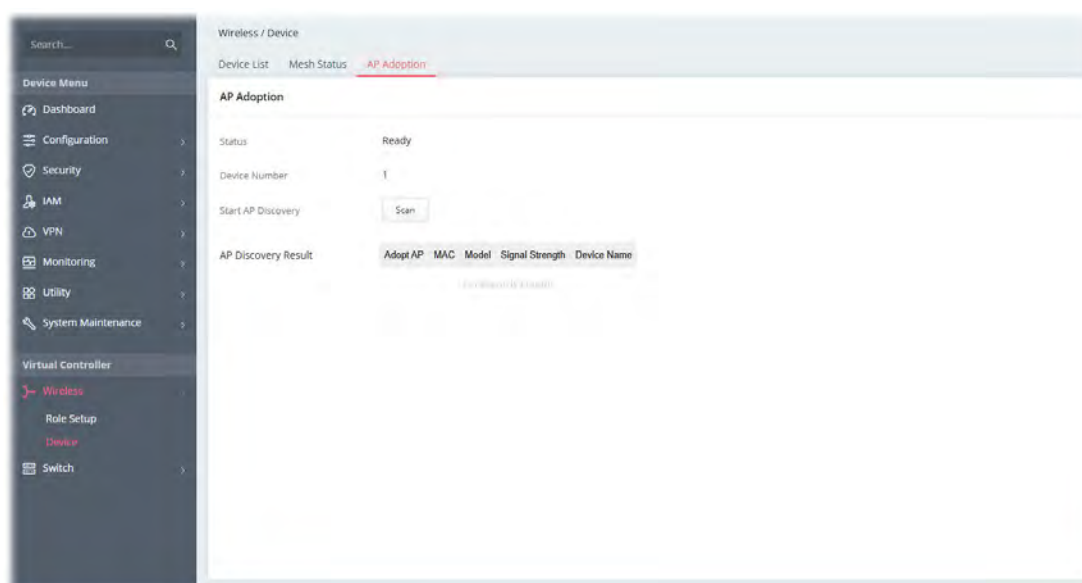 Search...
Device Menu
Dashboard
Configuration
Security
IAM
VPN
Monitoring
Utility
System Maintenance
Virtual Controller
Wireless
Role Setup
Device
Switch
Wireless / Device
Device List Mesh Status AP Adoption
AP Adoption
Status Ready
Device Number 1
Start AP Discovery Scan
AP Discovery Result Adopt AP MAC Model Signal Strength Device Name